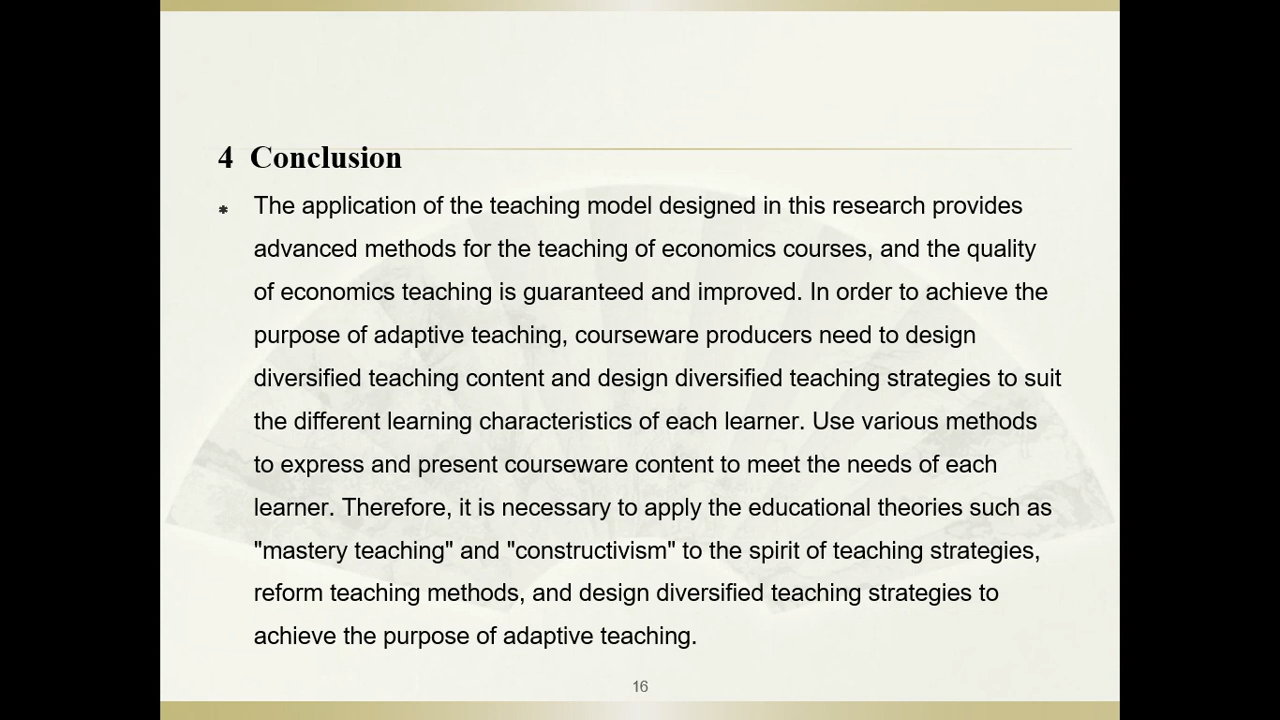 4 Conclusion
* The application of the teaching model designed in this research provides
advanced methods for the teaching of economics courses, and the quality
of economics teaching is guaranteed and improved. In order to achieve the
purpose of adaptive teaching, courseware producers need to design
diversified teaching content and design diversified teaching strategies to suit
the different learning characteristics of each learner. Use various methods
to express and present courseware content to meet the needs of each
learner. Therefore, it is necessary to apply the educational theories such as
"mastery teaching" and "constructivism" to the spirit of teaching strategies,
reform teaching methods, and design diversified teaching strategies to
achieve the purpose of adaptive teaching.
16